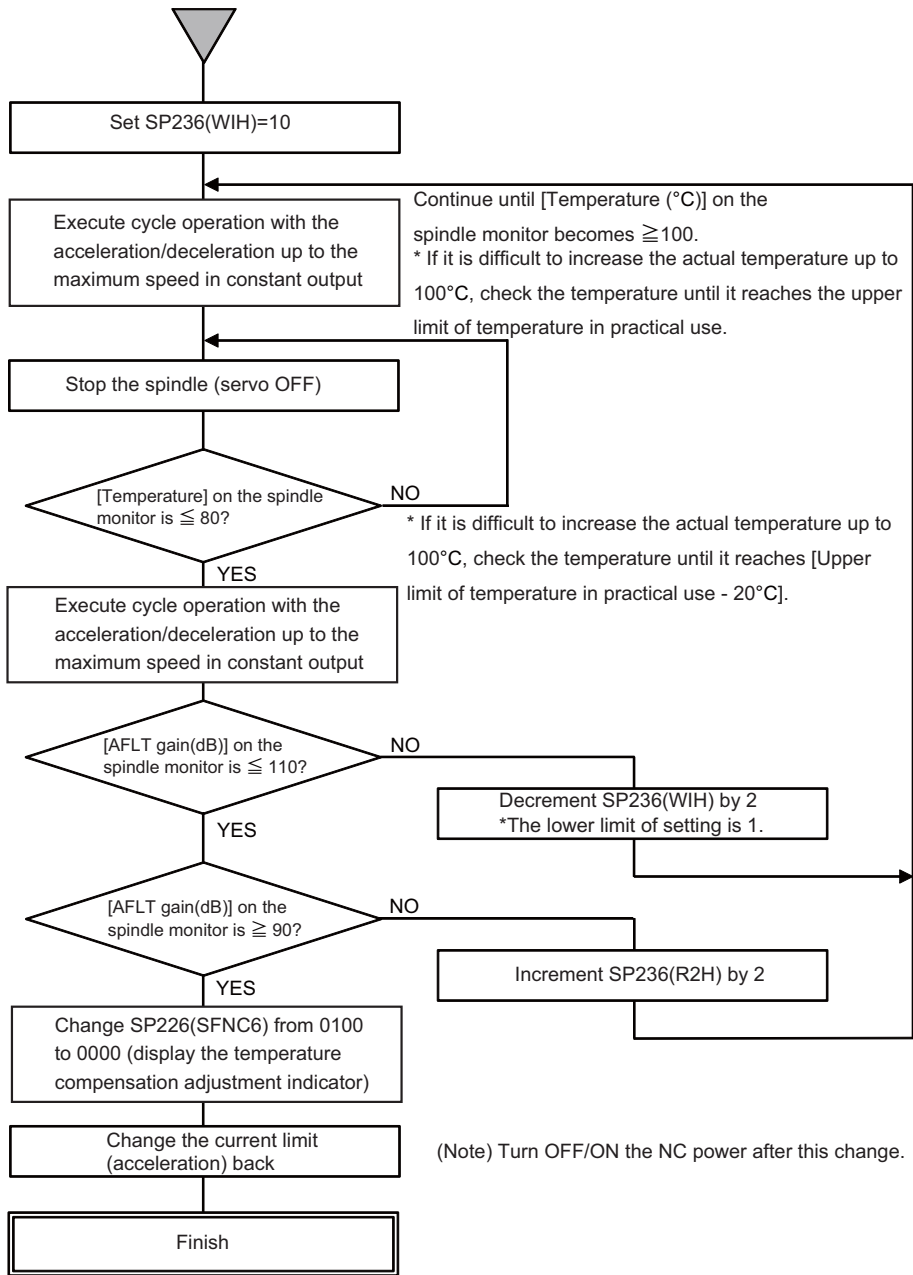 Set SP236(WIH)=10
Execute cycle operation with the
acceleration/deceleration up to the
maximum speed in constant output
Continue until [Temperature (°C)] on the
spindle monitor becomes ≧100.
* If it is difficult to increase the actual temperature up to
100°C, check the temperature until it reaches the upper
limit of temperature in practical use.
Stop the spindle (servo OFF)
[Temperature] on the spindle
monitor is ≦ 80?
NO
* If it is difficult to increase the actual temperature up to
100°C, check the temperature until it reaches [Upper
limit of temperature in practical use - 20°C].
YES
Execute cycle operation with the
acceleration/deceleration up to the
maximum speed in constant output
[AFLT gain(dB)] on the
spindle monitor is ≦ 110?
NO
Decrement SP236(WIH) by 2
*The lower limit of setting is 1.
YES
[AFLT gain(dB)] on the
spindle monitor is ≧ 90?
NO
Increment SP236(R2H) by 2
YES
Change SP226(SFNC6) from 0100
to 0000 (display the temperature
compensation adjustment indicator)
Change the current limit
(acceleration) back
(Note) Turn OFF/ON the NC power after this change.
Finish